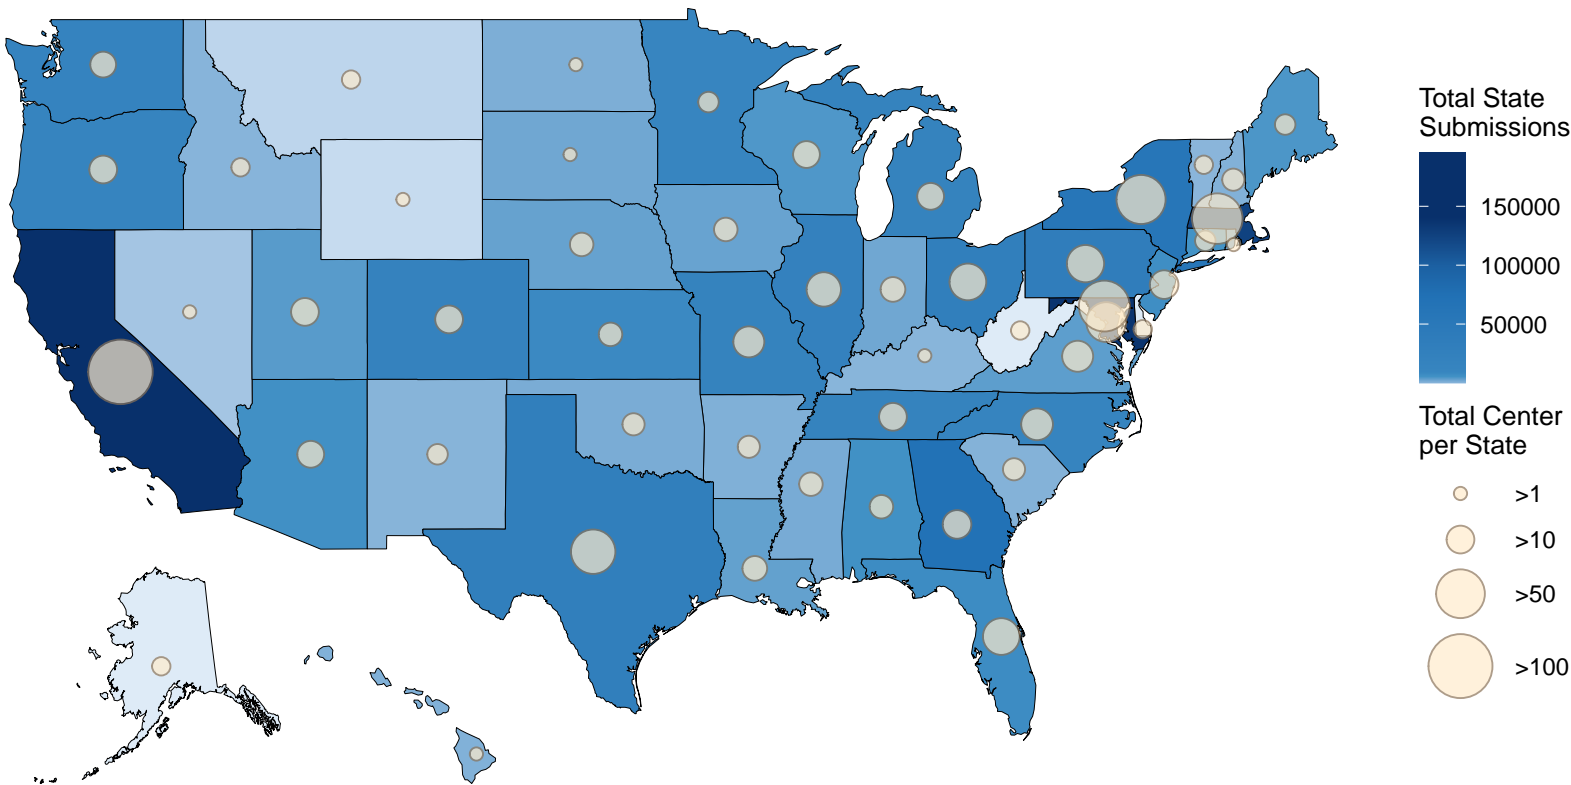 Total State
Submissions
150000
100000
50000
Total Center
per State
>1
>10
>50
>100